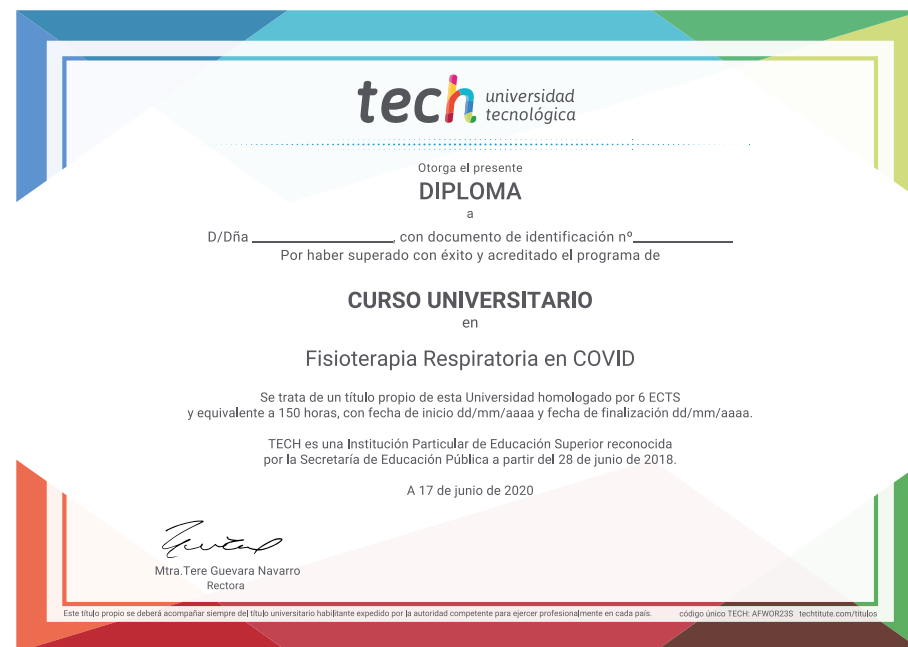 tech universidad
tecnológica
Otorga el presente
DIPLOMA
a
D/Dña ____________________, con documento de identificación nº______________
Por haber superado con éxito y acreditado el programa de
CURSO UNIVERSITARIO
en
Fisioterapia Respiratoria en COVID
Se trata de un título propio de esta Universidad homologado por 6 ECTS
y equivalente a 150 horas, con fecha de inicio dd/mm/aaaa y fecha de finalización dd/mm/aaaa.
TECH es una Institución Particular de Educación Superior reconocida
por la Secretaría de Educación Pública a partir del 28 de junio de 2018.
A 17 de junio de 2020
Mtra.Tere Guevara Navarro
Rectora
Este título propio se deberá acompañar siempre del título universitario habilitante expedido por la autoridad competente para ejercer profesionalmente en cada país. código único TECH: AFWOR23S techtitute.com/titulos